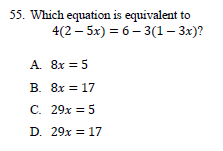 55. Which equation is equivalent to
4(2 – 5x) = 6 – 3(1 – 3x)?
A. 8x = 5
B. 8x = 17
C. 29x = 5
D. 29x = 17